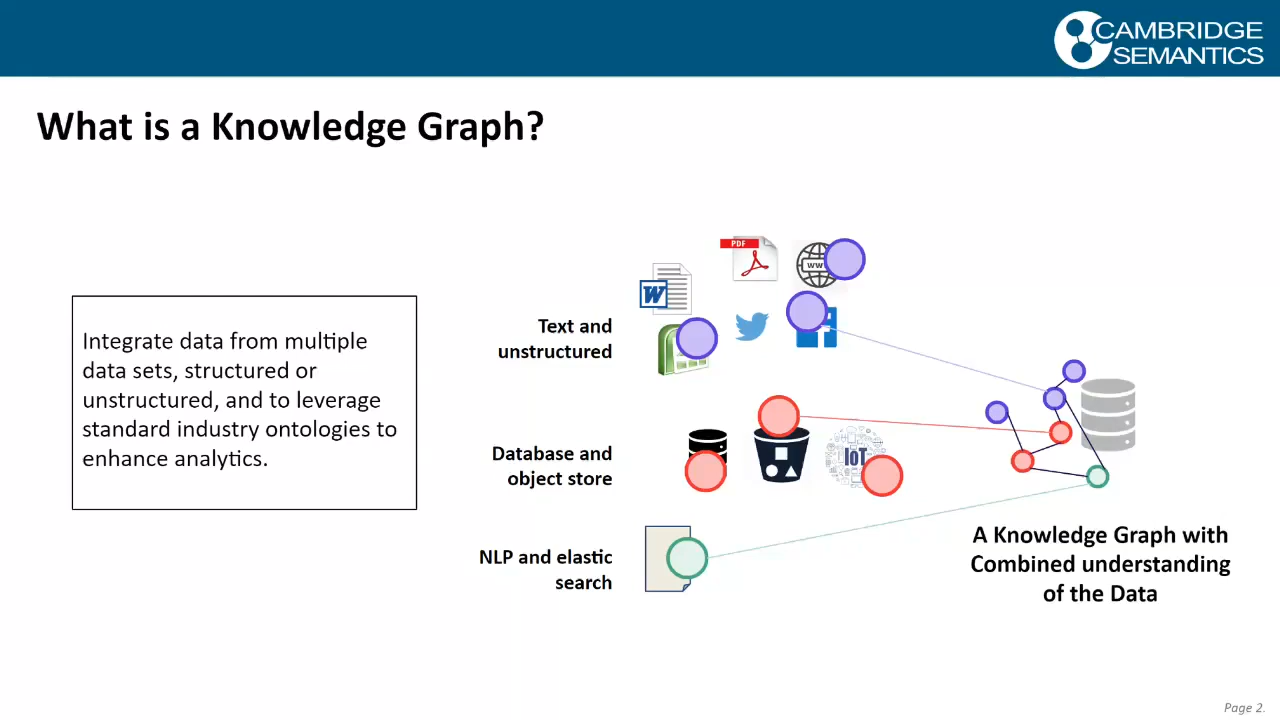 CAMBRIDGE
SEMANTICS
What is a Knowledge Graph?
Integrate data from multiple
data sets, structured or
unstructured, and to leverage
standard industry ontologies to
enhance analytics.
Text and
unstructured
PDF
WW
W
Database and
object store
IoT
NLP and elastic
search
A Knowledge Graph with
Combined understanding
of the Data
Page 2.